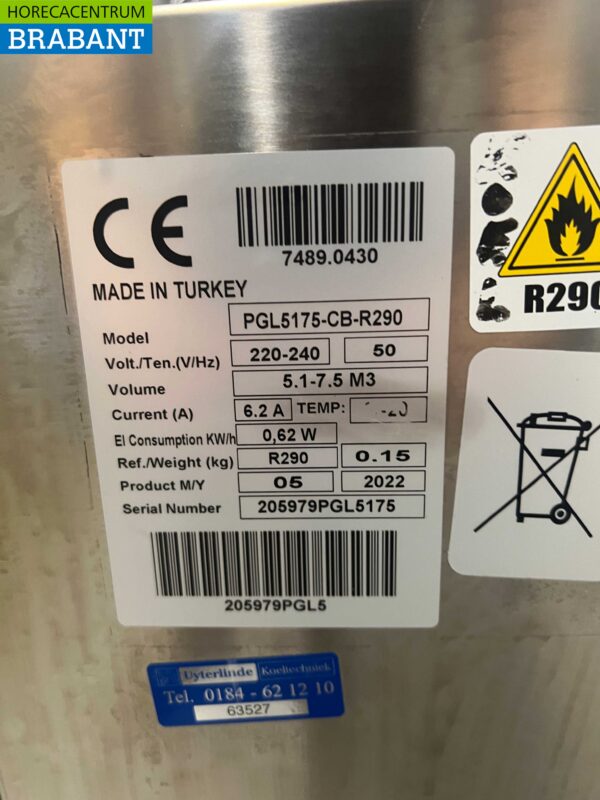 HORECACENTRUM
BRABANT
CE
7489.0430
MADE IN TURKEY
Model PGL5175-CB-R290
Volt./Ten.(V/Hz) 220-240 50
Volume 5.1-7.5 M3
Current (A) 6.2 A TEMP:
El Consumption KW/h 0,62 W
Ref./Weight (kg) R290 0.15
Product M/Y 05 2022
Serial Number 205979PGL5175
205979PGL5
R290
Uyterlinde Koeltechniek
Tel. 0184 - 62 12 10
63527